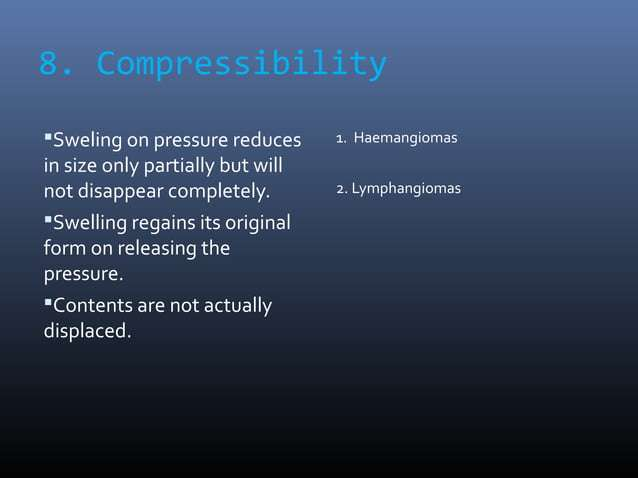 8. Compressibility
▪Sweling on pressure reduces
in size only partially but will
not disappear completely.
▪Swelling regains its original
form on releasing the
pressure.
▪Contents are not actually
displaced.
1. Haemangiomas
2. Lymphangiomas